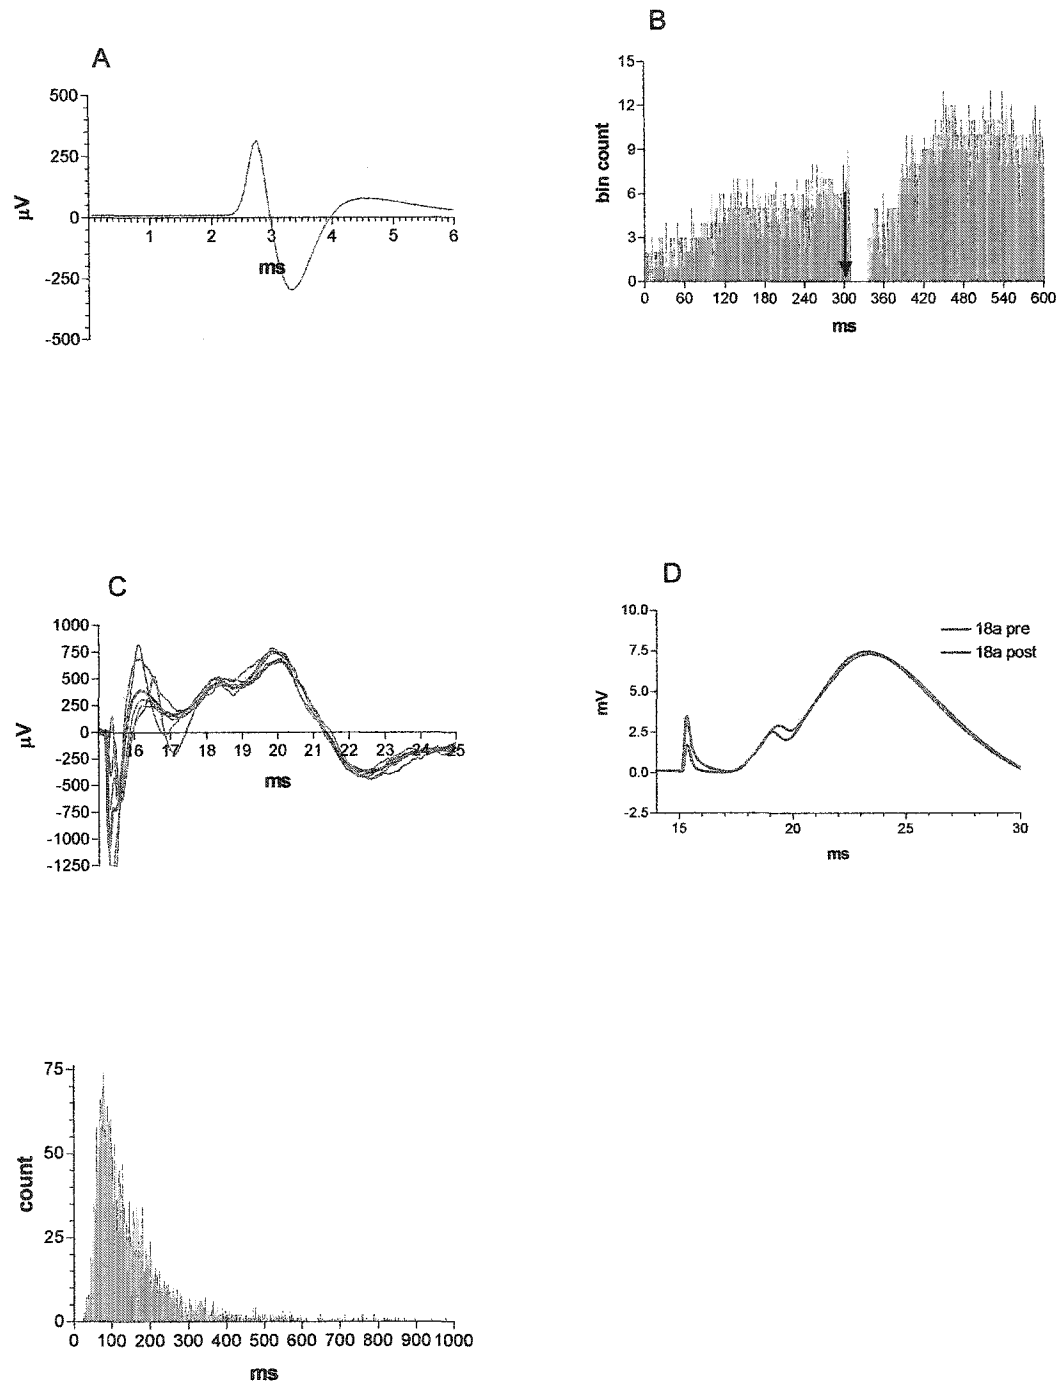 A
500
250
0
-250
-500
µV
1 2 3 4 5 6
ms
B
15
12
9
6
3
0
bin count
0 60 120 180 240 300 360 420 480 540 600
ms
C
1000
750
500
250
0
-250
-500
-750
-1000
-1250
µV
16 17 18 19 20 21 22 23 24 25
ms
D
10.0
7.5
5.0
2.5
0.0
-2.5
mV
18a pre
18a post
15 20 25 30
ms
75
50
25
0
count
0 100 200 300 400 500 600 700 800 900 1000
ms